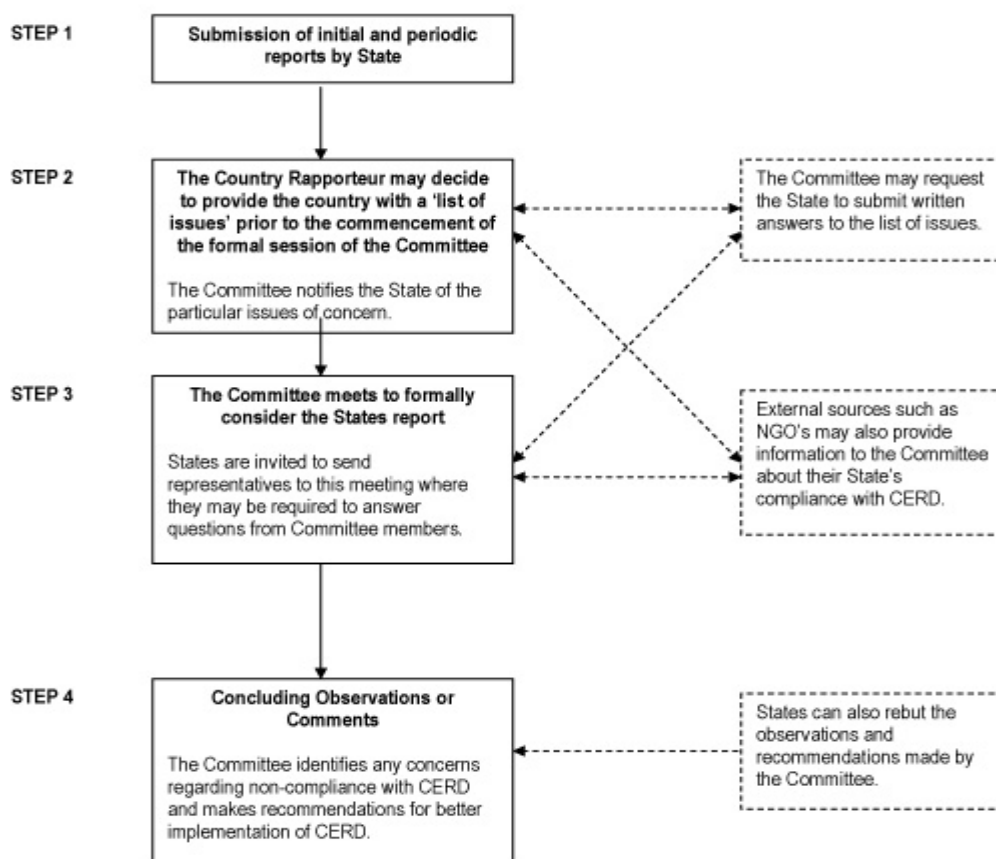 STEP 1
Submission of initial and periodic
reports by State
STEP 2
The Country Rapporteur may decide
to provide the country with a ‘list of
issues’ prior to the commencement of
the formal session of the Committee
The Committee notifies the State of the
particular issues of concern.
The Committee may request
the State to submit written
answers to the list of issues.
STEP 3
The Committee meets to formally
consider the States report
States are invited to send
representatives to this meeting where
they may be required to answer
questions from Committee members.
External sources such as
NGO's may also provide
information to the Committee
about their State's
compliance with CERD.
STEP 4
Concluding Observations or
Comments
The Committee identifies any concerns
regarding non-compliance with CERD
and makes recommendations for better
implementation of CERD.
States can also rebut the
observations and
recommendations made by
the Committee.